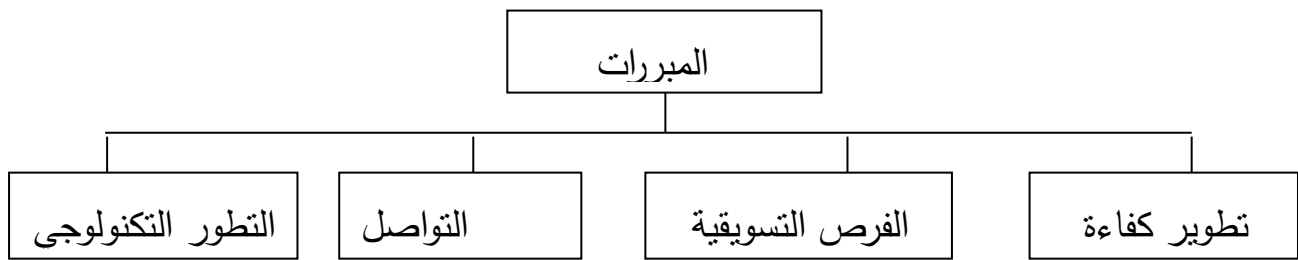 المبررات
تطوير كفاءة
الفرص التسويقية
التواصل
التطور التكنولوجى